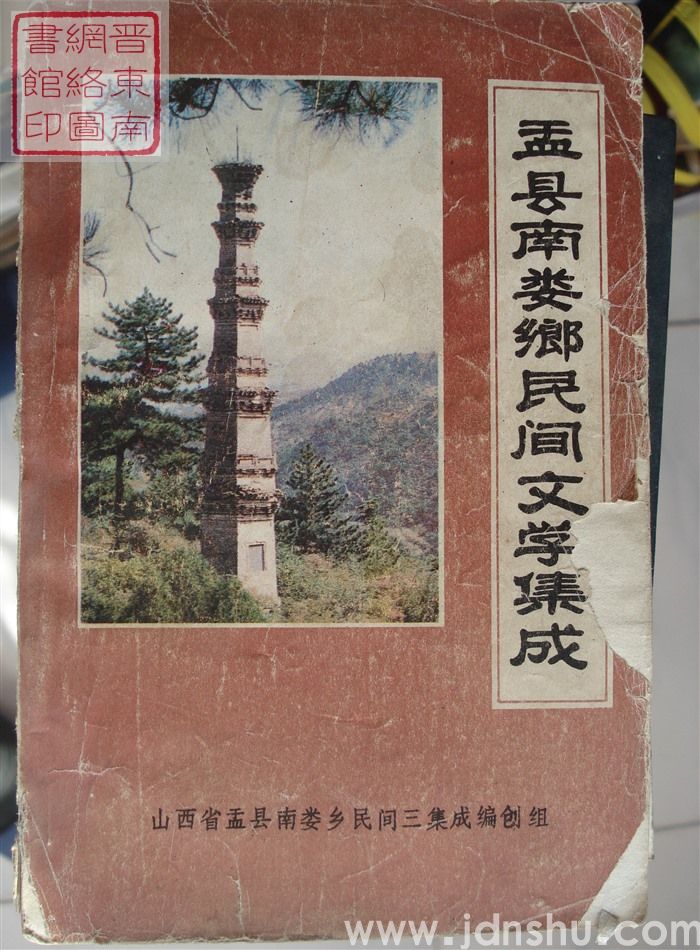 晋東南
網絡圖
書館印
盂县南娄鄉民间文学集成
山西省盂县南娄乡民间三集成编创组
www.jdnshu.com